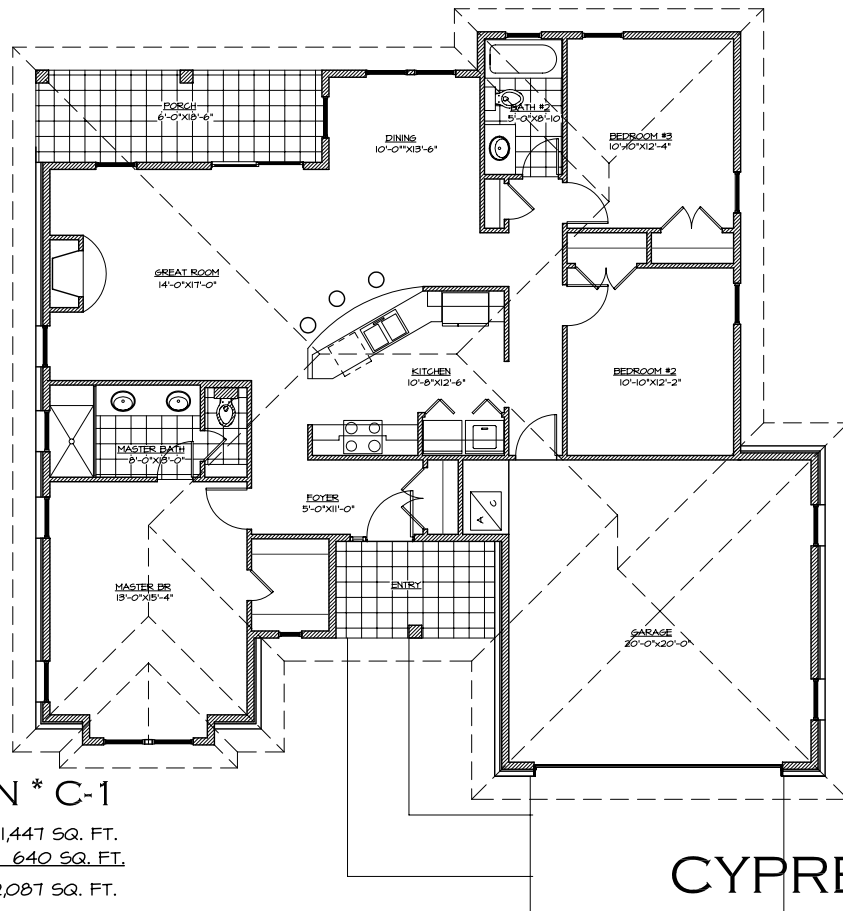 PORCH
6'-0"X18'-6"
DINING
10'-0""X13'-6"
BATH #2
5'-0"X8'-10"
BEDROOM #3
10'-10"X12'-4"
GREAT ROOM
14'-0"X17'-0"
KITCHEN
10'-8"X12'-6"
BEDROOM #2
10'-10"X12'-2"
MASTER BATH
8'-0"X13'-0"
FOYER
5'-0"X11'-0"
A C
MASTER BR
13'-0"X15'-4"
ENTRY
GARAGE
20'-0"x20'-0"
N * C-1
1,447 SQ. FT.
640 SQ. FT.
2,087 SQ. FT.
CYPRE